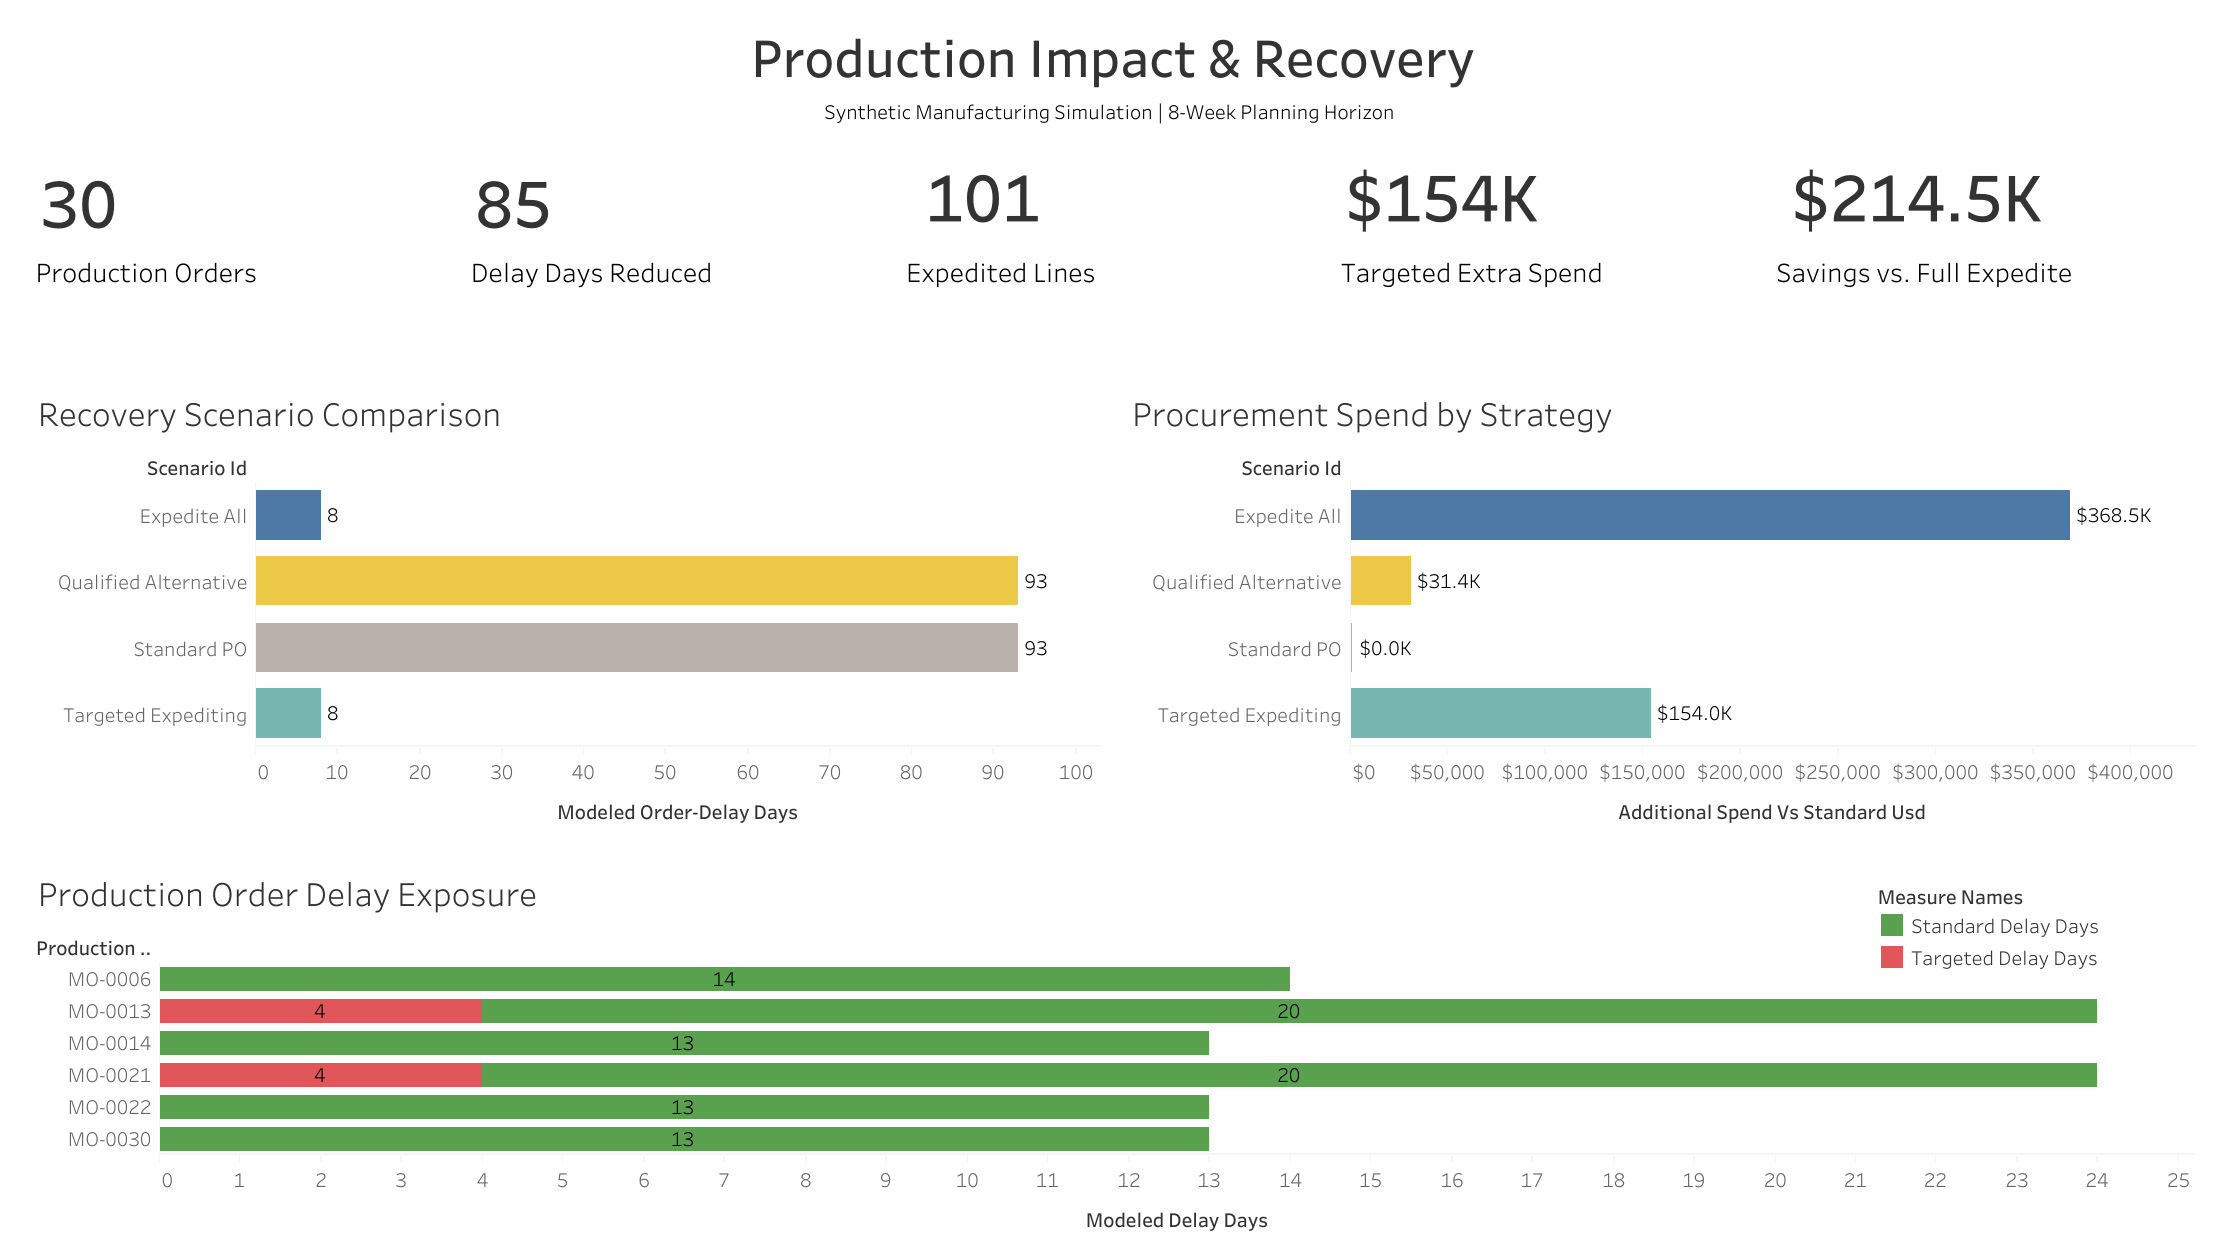 Production Impact & Recovery
Synthetic Manufacturing Simulation | 8-Week Planning Horizon
30
Production Orders
85
Delay Days Reduced
101
Expedited Lines
$154K
Targeted Extra Spend
$214.5K
Savings vs. Full Expedite
Recovery Scenario Comparison
Scenario Id
Expedite All 8
Qualified Alternative 93
Standard PO 93
Targeted Expediting 8
0 10 20 30 40 50 60 70 80 90 100
Modeled Order-Delay Days
Procurement Spend by Strategy
Scenario Id
Expedite All $368.5K
Qualified Alternative $31.4K
Standard PO $0.0K
Targeted Expediting $154.0K
$0 $50,000 $100,000 $150,000 $200,000 $250,000 $300,000 $350,000 $400,000
Additional Spend Vs Standard Usd
Production Order Delay Exposure
Measure Names
Standard Delay Days
Targeted Delay Days
Production ..
MO-0006 14
MO-0013 4 20
MO-0014 13
MO-0021 4 20
MO-0022 13
MO-0030 13
0 1 2 3 4 5 6 7 8 9 10 11 12 13 14 15 16 17 18 19 20 21 22 23 24 25
Modeled Delay Days